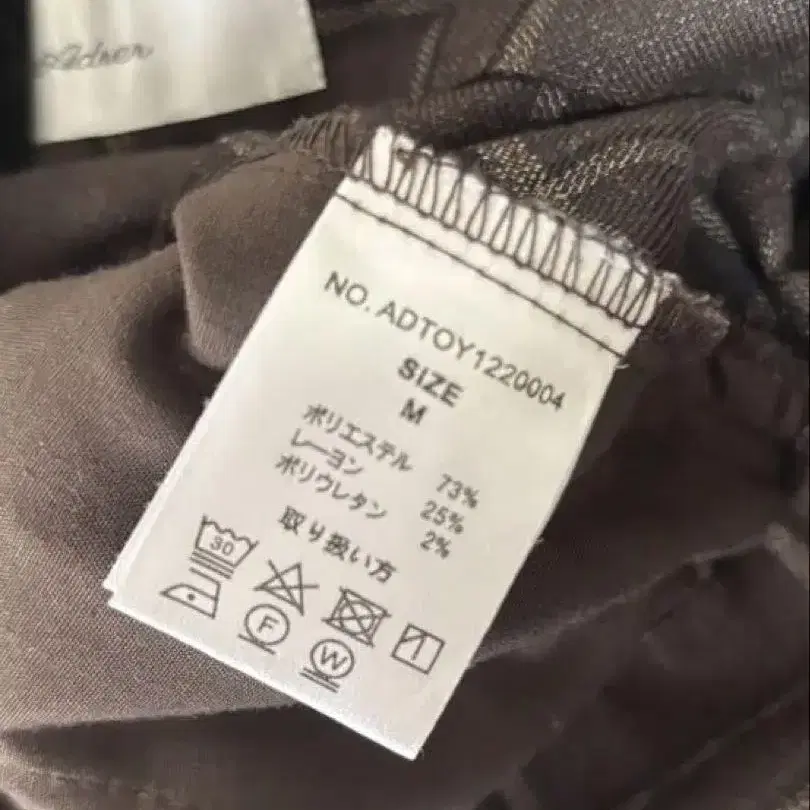 Adner
NO. ADTOY1220004
SIZE
M
ポリエステル 73%
レーヨン 25%
ポリウレタン 2%
取り扱い方
30
F
W